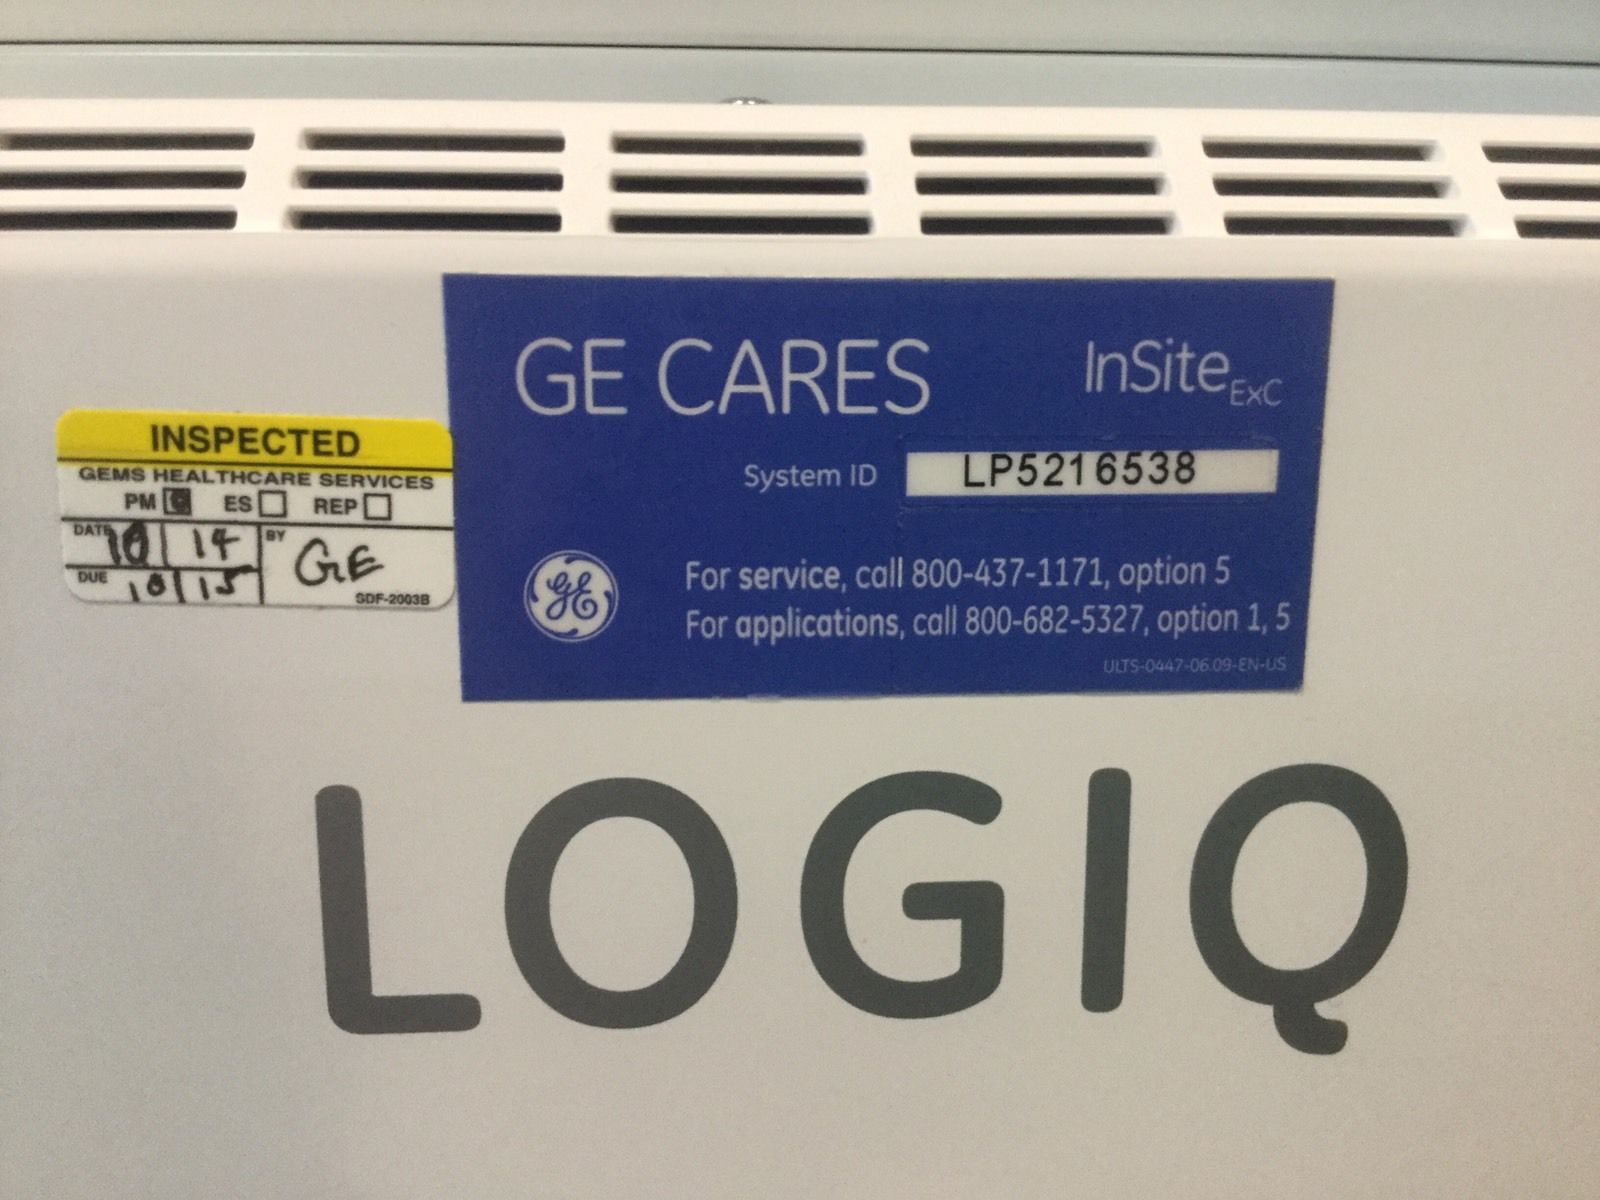 GE CARES InSite ExC
System ID LP5216538
For service, call 800-437-1171, option 5
For applications, call 800-682-5327, option 1, 5
ULTS-0447-06.09-EN-US
GE
INSPECTED
GEMS HEALTHCARE SERVICES
PM ES REP
DATE 10 14 BY GE
DUE 10 15
SDF-2003B
LOGIQ